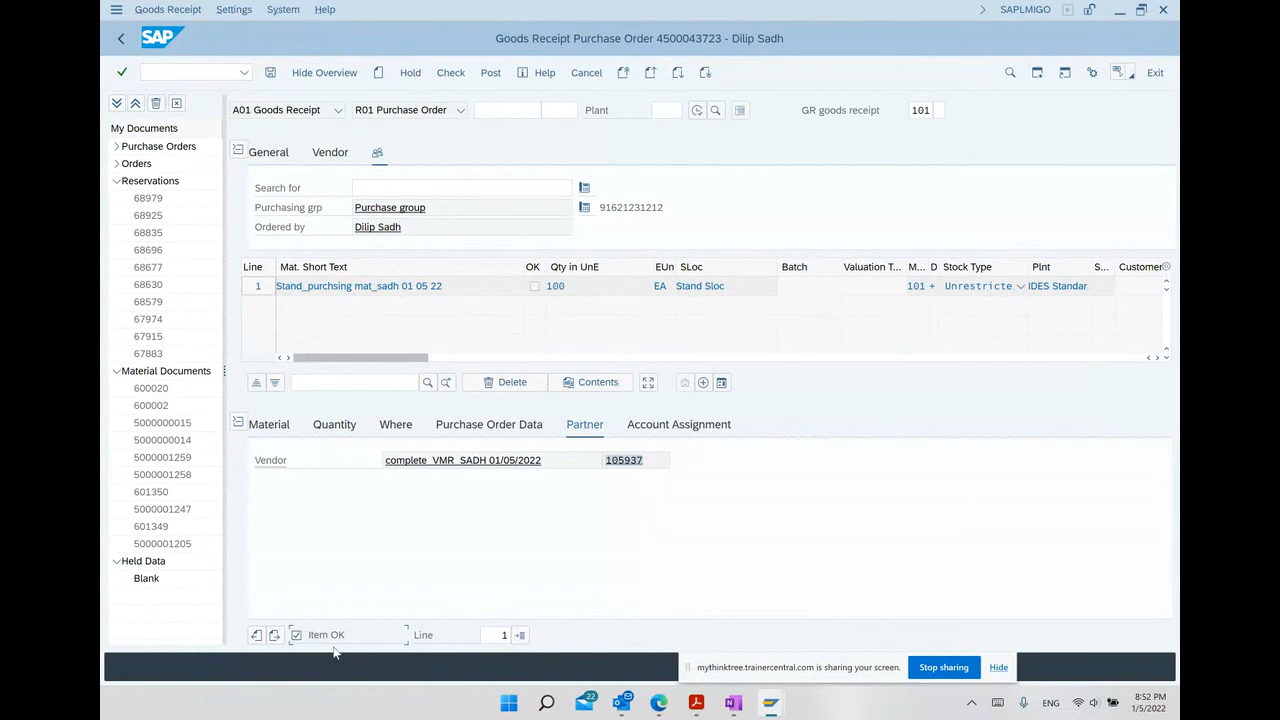 Goods Receipt Settings System Help SAPLMIGO
SAP Goods Receipt Purchase Order 4500043723 - Dilip Sadh
Hide Overview Hold Check Post Help Cancel Exit
A01 Goods Receipt R01 Purchase Order Plant GR goods receipt 101
My Documents
Purchase Orders
Orders
Reservations
68979
68925
68835
68696
68677
68630
68579
67974
67915
67883
Material Documents
600020
600002
5000000015
5000000014
5000001259
5000001258
601350
5000001247
601349
5000001205
Held Data
Blank
General Vendor
Search for
Purchasing grp Purchase group 91621231212
Ordered by Dilip Sadh
Line Mat. Short Text OK Qty in UnE EUn SLoc Batch Valuation T... M... D Stock Type Plnt S... Customer
1 Stand_purchsing mat_sadh 01 05 22 100 EA Stand Sloc 101 + Unrestricte IDES Standar
Delete Contents
Material Quantity Where Purchase Order Data Partner Account Assignment
Vendor complete_VMR_SADH 01/05/2022 105937
Item OK Line 1
mythinktree.trainercentral.com is sharing your screen. Stop sharing Hide
22 ENG 8:52 PM
1/5/2022